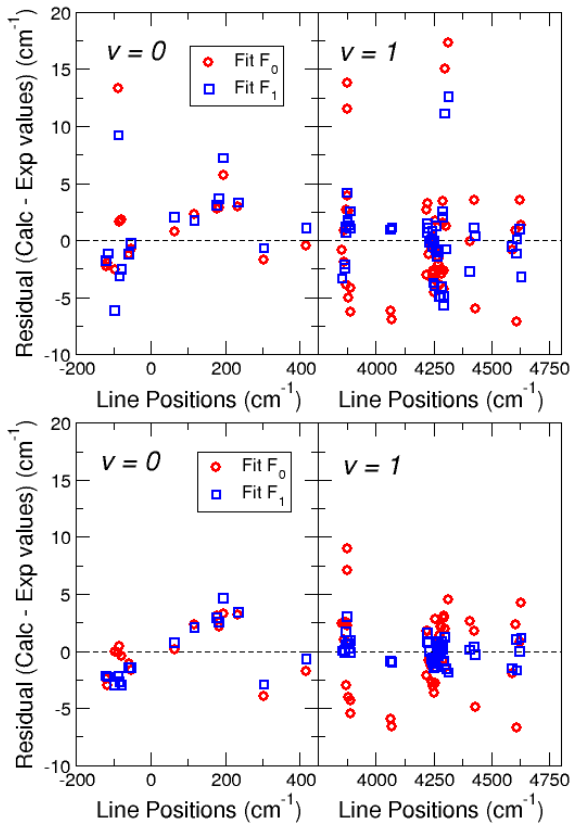 20
15
10
5
0
-5
-10
Residual (Calc - Exp values) (cm⁻¹)
v = 0
Fit F₀
Fit F₁
v = 1
-200 0 200 400 4000 4250 4500 4750
Line Positions (cm⁻¹) Line Positions (cm⁻¹)
20
15
10
5
0
-5
-10
Residual (Calc - Exp values) (cm⁻¹)
v = 0
Fit F₀
Fit F₁
v = 1
-200 0 200 400 4000 4250 4500 4750
Line Positions (cm⁻¹) Line Positions (cm⁻¹)